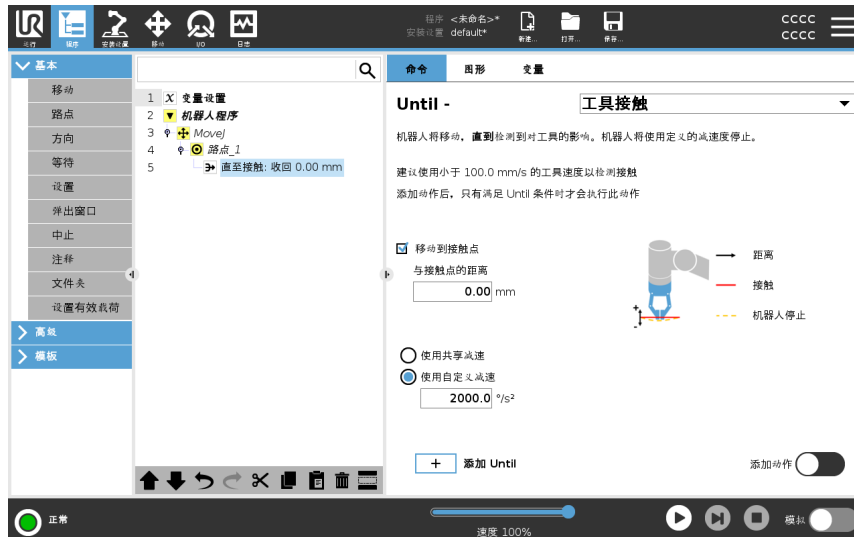 UR
程序 <未命名>*
安装设置 default*
CCCC
CCCC
运行
程序
安装设置
移动
I/O
日志
新建...
打开...
保存...
基本
移动
路点
方向
等待
设置
弹出窗口
中止
注释
文件夹
设置有效载荷
高级
模板
1 X 变量设置
2 机器人程序
3 MoveJ
4 路点_1
5 直至接触: 收回 0.00 mm
命令 图形 变量
Until - 工具接触
机器人将移动，直到检测到对工具的影响。机器人将使用定义的减速度停止。
建议使用小于 100.0 mm/s 的工具速度以检测接触
添加动作后，只有满足 Until 条件时才会执行此动作
移动到接触点
与接触点的距离
0.00 mm
距离
接触
机器人停止
+
-
使用共享减速
使用自定义减速
2000.0 °/s²
+ 添加 Until
添加动作
正常
速度 100%
模拟